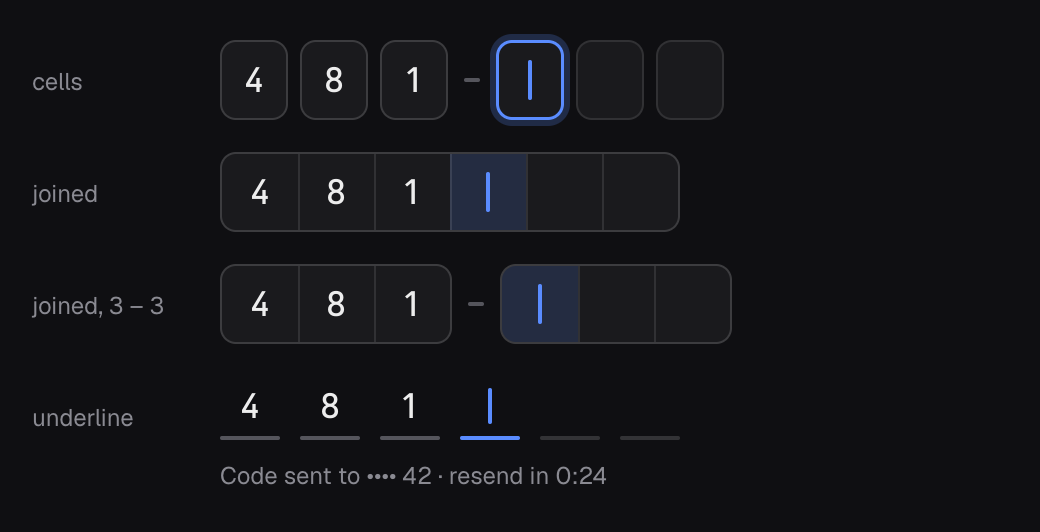 cells 4 8 1 –
joined 4 8 1
joined, 3 – 3 4 8 1 –
underline 4 8 1
Code sent to •••• 42 · resend in 0:24